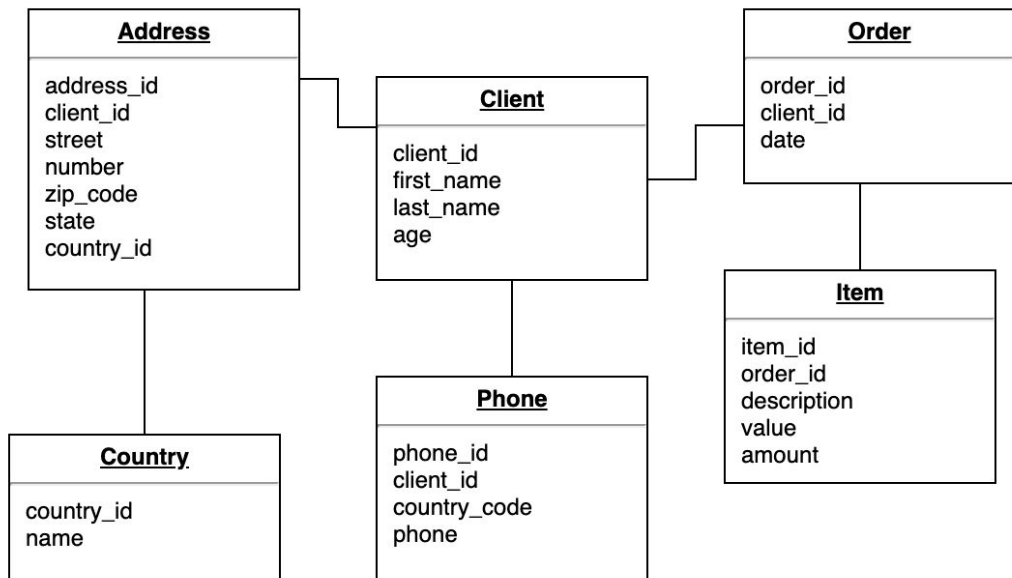 Address
address_id
client_id
street
number
zip_code
state
country_id
Client
client_id
first_name
last_name
age
Order
order_id
client_id
date
Item
item_id
order_id
description
value
amount
Phone
phone_id
client_id
country_code
phone
Country
country_id
name